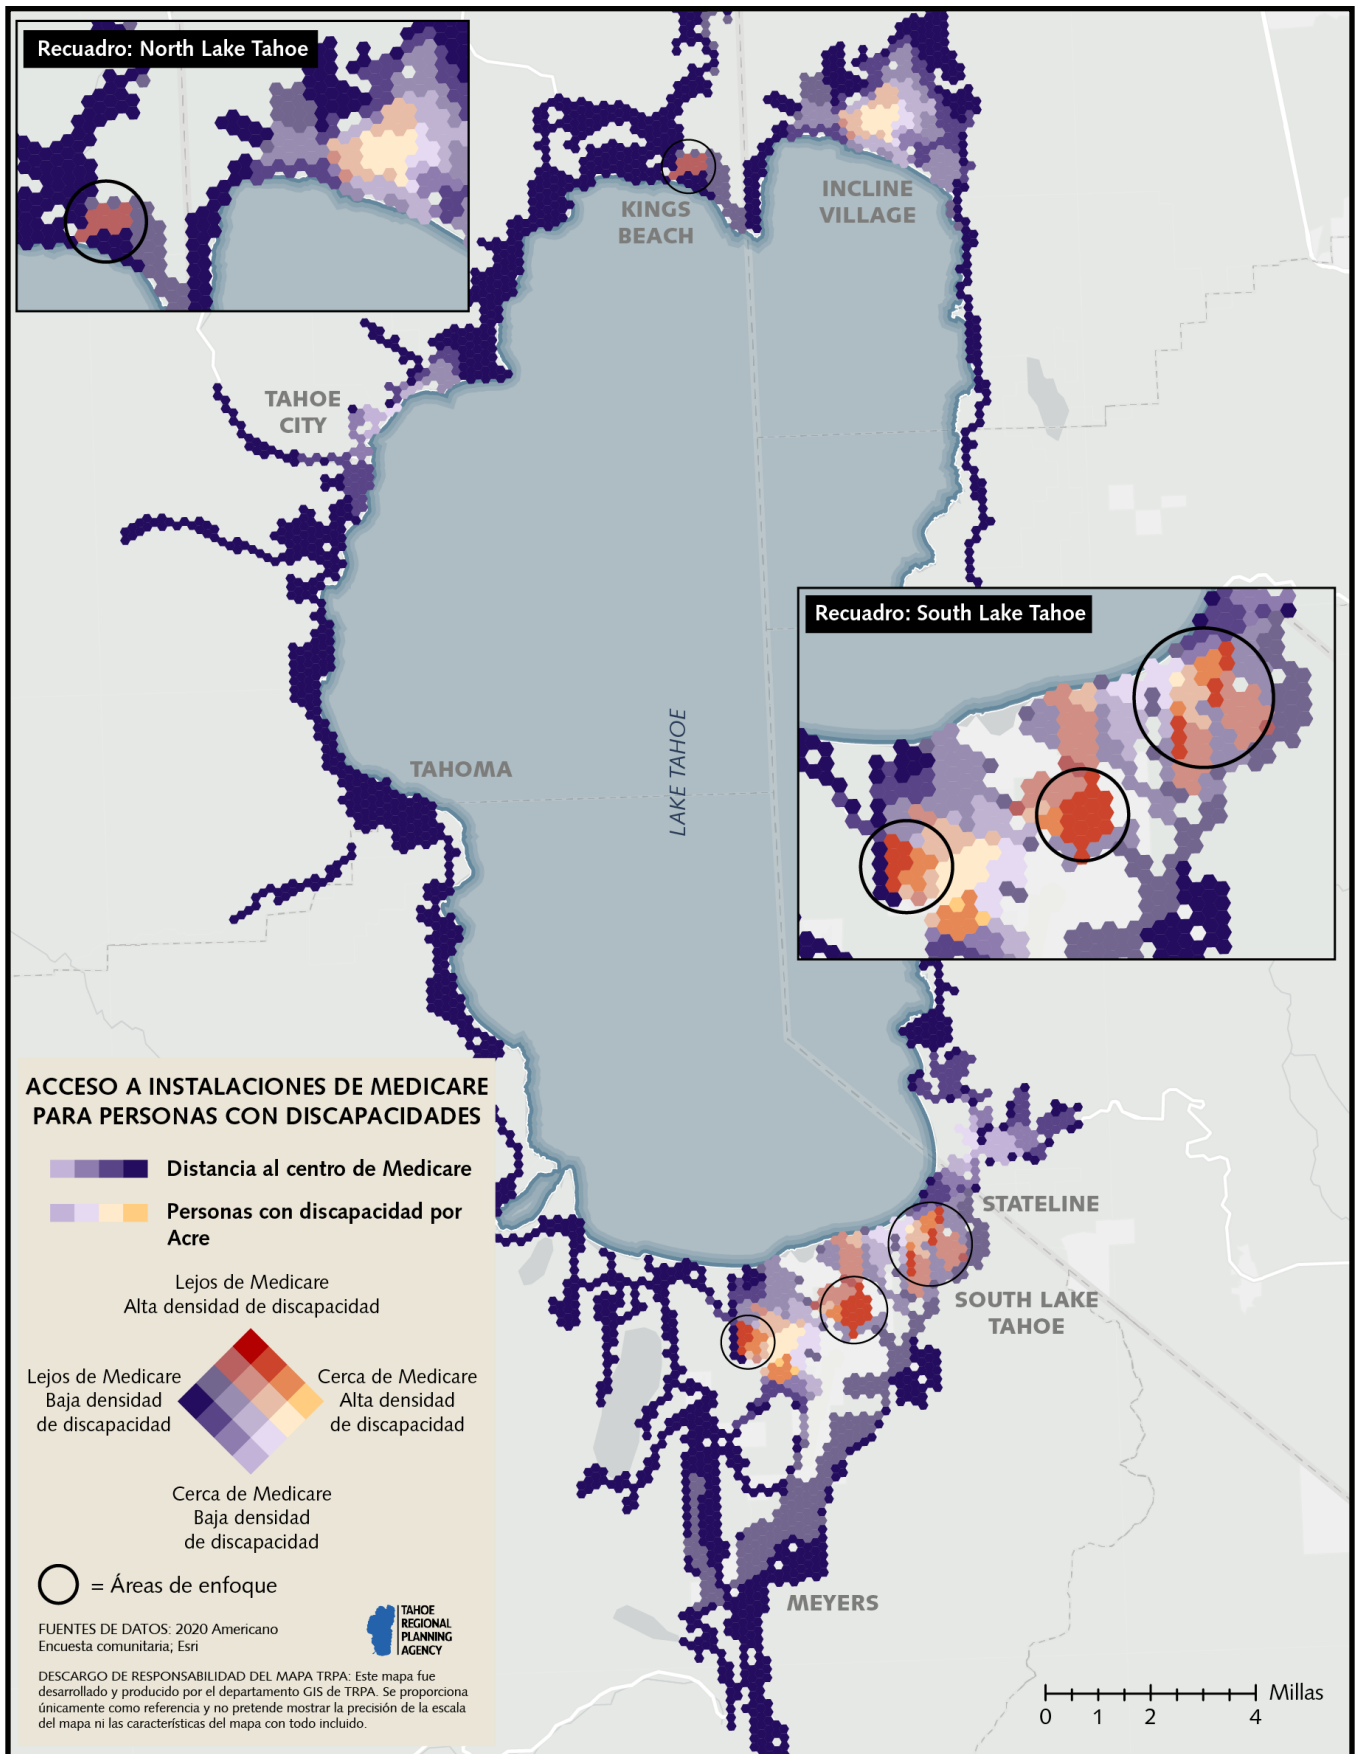 Recuadro: North Lake Tahoe
KINGS
BEACH
INCLINE
VILLAGE
TAHOE
CITY
Recuadro: South Lake Tahoe
LAKE TAHOE
TAHOMA
STATELINE
SOUTH LAKE
TAHOE
MEYERS
ACCESO A INSTALACIONES DE MEDICARE
PARA PERSONAS CON DISCAPACIDADES
Distancia al centro de Medicare
Personas con discapacidad por
Acre
Lejos de Medicare
Alta densidad de discapacidad
Lejos de Medicare
Baja densidad
de discapacidad
Cerca de Medicare
Alta densidad
de discapacidad
Cerca de Medicare
Baja densidad
de discapacidad
= Áreas de enfoque
FUENTES DE DATOS: 2020 Americano
Encuesta comunitaria; Esri
TAHOE
REGIONAL
PLANNING
AGENCY
DESCARGO DE RESPONSABILIDAD DEL MAPA TRPA: Este mapa fue
desarrollado y producido por el departamento GIS de TRPA. Se proporciona
únicamente como referencia y no pretende mostrar la precisión de la escala
del mapa ni las características del mapa con todo incluido.
Millas
0 1 2 4